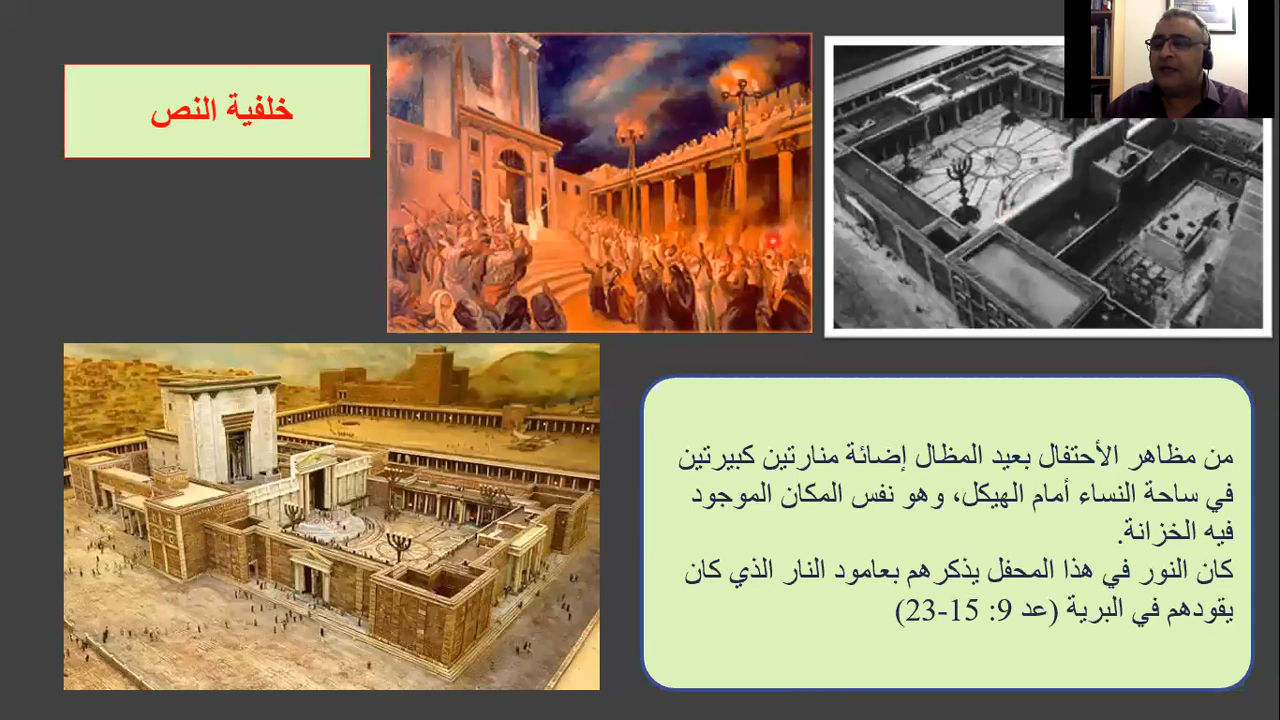 خلفية النص
من مظاهر الأحتفال بعيد المظال إضائة منارتين كبيرتين
في ساحة النساء أمام الهيكل، وهو نفس المكان الموجود
فيه الخزانة.
كان النور في هذا المحفل يذكرهم بعامود النار الذي كان
يقودهم في البرية (عد 9: 15-23)